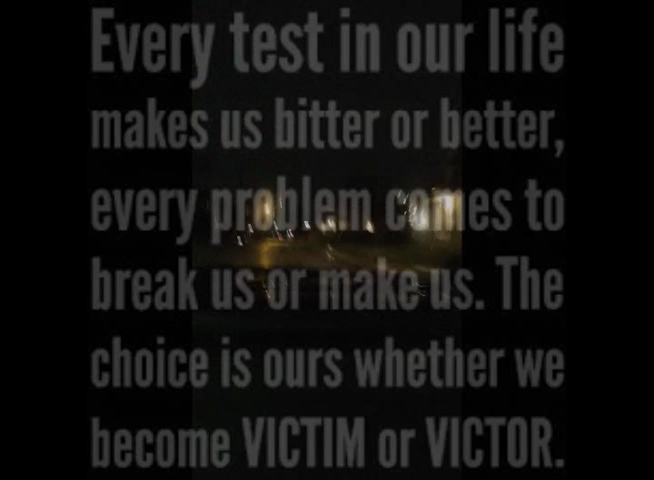 Every test in our life
makes us bitter or better,
every problem comes to
break us or make us. The
choice is ours whether we
become VICTIM or VICTOR.